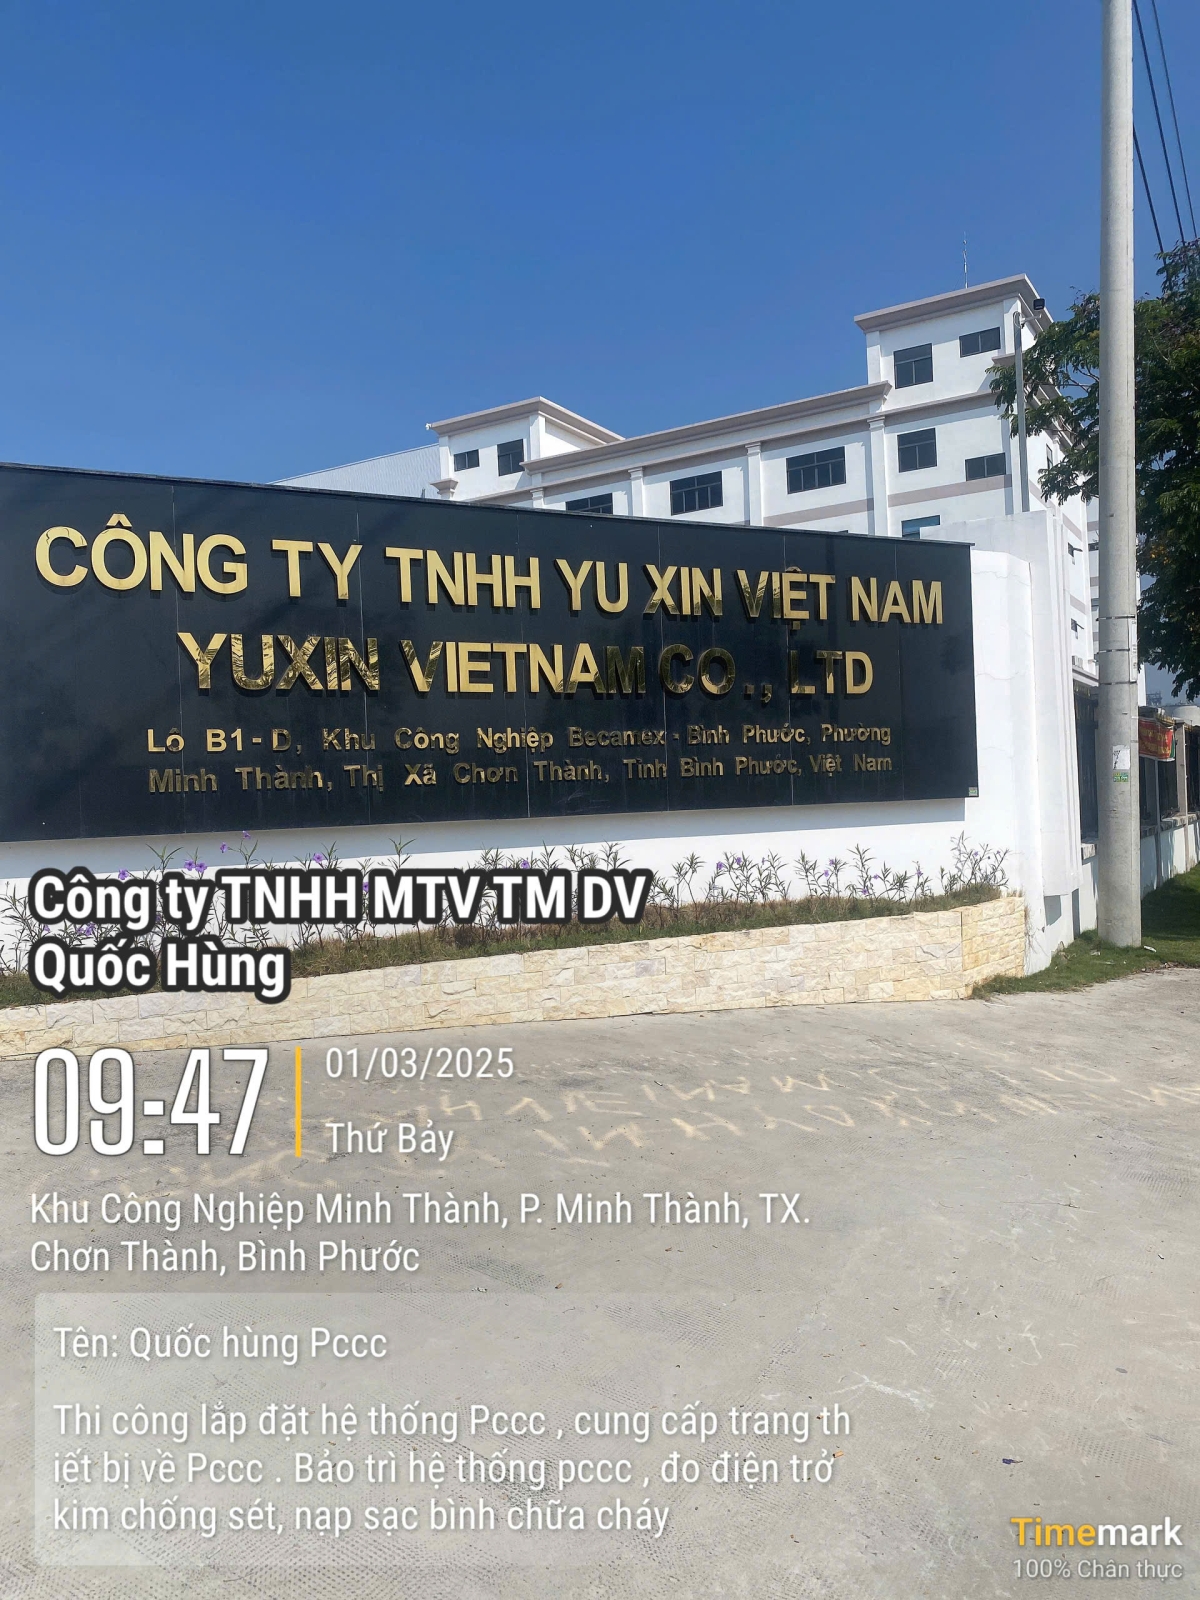 CÔNG TY TNHH YU XIN VIỆT NAM
YUXIN VIETNAM CO., LTD
Lô B1-D, Khu Công Nghiệp Becamex - Bình Phước, Phường
Minh Thành, Thị Xã Chơn Thành, Tỉnh Bình Phước, Việt Nam
Công ty TNHH MTV TM DV
Quốc Hùng
09:47
01/03/2025
Thứ Bảy
Khu Công Nghiệp Minh Thành, P. Minh Thành, TX.
Chơn Thành, Bình Phước
Tên: Quốc hùng Pccc
Thi công lắp đặt hệ thống Pccc , cung cấp trang th
iết bị về Pccc . Bảo trì hệ thống pccc , đo điện trở
kim chống sét, nạp sạc bình chữa cháy
Timemark
100% Chân thực